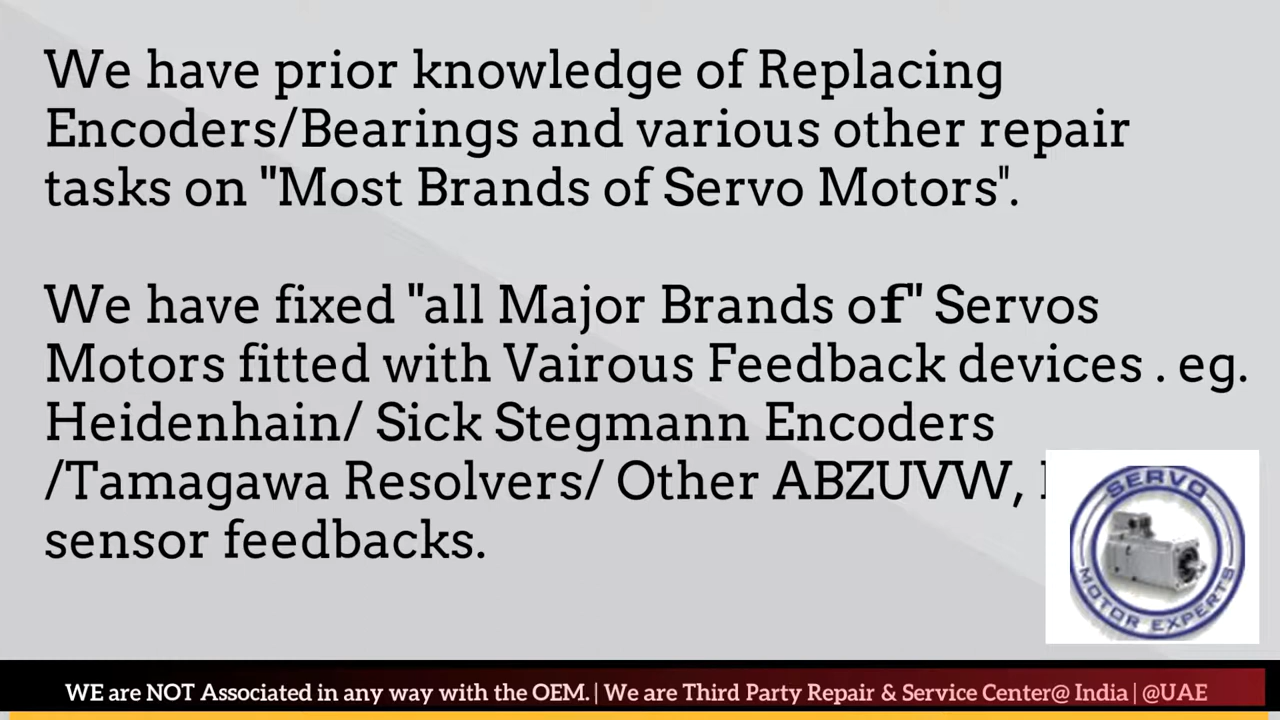 We have prior knowledge of Replacing
Encoders/Bearings and various other repair
tasks on "Most Brands of Servo Motors".
We have fixed "all Major Brands of" Servos
Motors fitted with Vairous Feedback devices . eg.
Heidenhain/ Sick Stegmann Encoders
/Tamagawa Resolvers/ Other ABZUVW,
sensor feedbacks.
SERVO
MOTOR EXPERTS
WE are NOT Associated in any way with the OEM. | We are Third Party Repair & Service Center@ India | @UAE